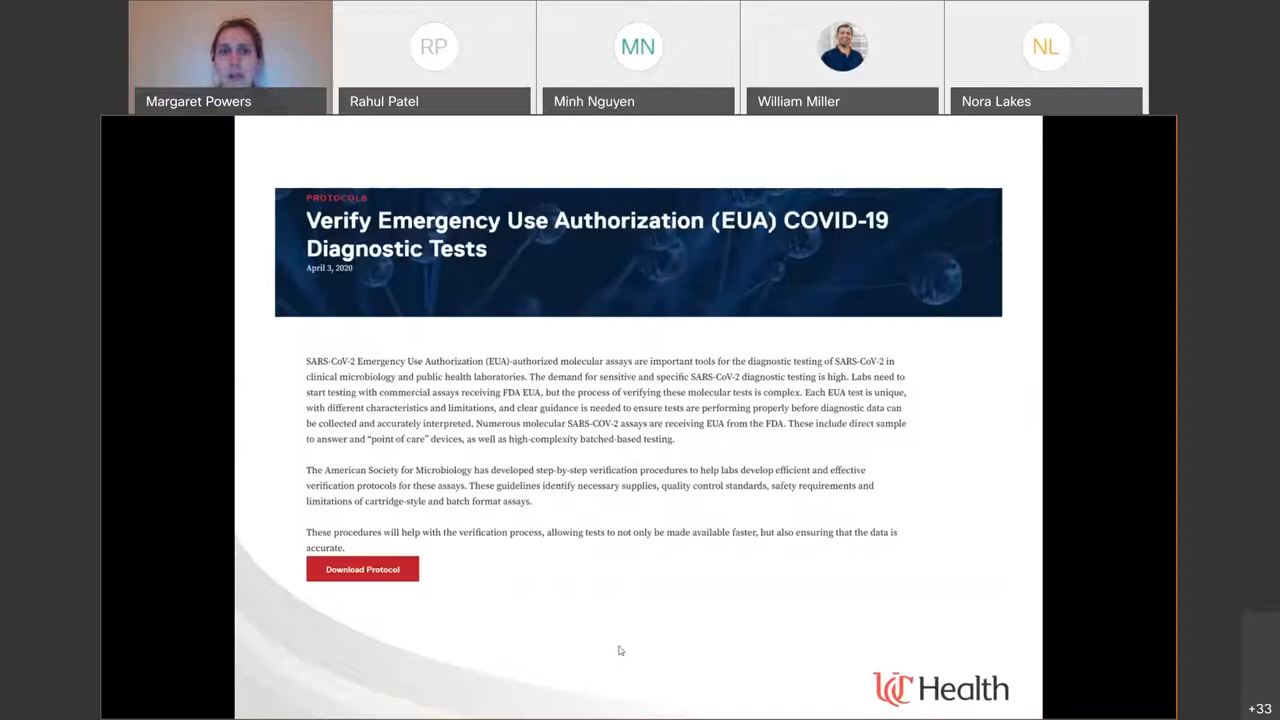 RP
MN
NL
Margaret Powers
Rahul Patel
Minh Nguyen
William Miller
Nora Lakes
PROTOCOLS
Verify Emergency Use Authorization (EUA) COVID-19
Diagnostic Tests
April 3, 2020
SARS-CoV-2 Emergency Use Authorization (EUA)-authorized molecular assays are important tools for the diagnostic testing of SARS-CoV-2 in
clinical microbiology and public health laboratories. The demand for sensitive and specific SARS-CoV-2 diagnostic testing is high. Labs need to
start testing with commercial assays receiving FDA EUA, but the process of verifying these molecular tests is complex. Each EUA test is unique,
with different characteristics and limitations, and clear guidance is needed to ensure tests are performing properly before diagnostic data can
be collected and accurately interpreted. Numerous molecular SARS-COV-2 assays are receiving EUA from the FDA. These include direct sample
to answer and “point of care” devices, as well as high-complexity batched-based testing.
The American Society for Microbiology has developed step-by-step verification procedures to help labs develop efficient and effective
verification protocols for these assays. These guidelines identify necessary supplies, quality control standards, safety requirements and
limitations of cartridge-style and batch format assays.
These procedures will help with the verification process, allowing tests to not only be made available faster, but also ensuring that the data is
accurate.
Download Protocol
UC Health
+33